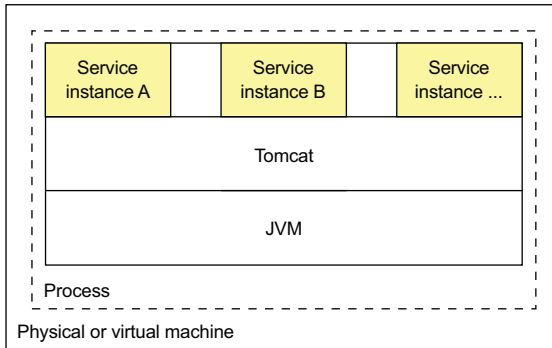 Service
instance A
Service
instance B
Service
instance ...
Tomcat
JVM
Process
Physical or virtual machine